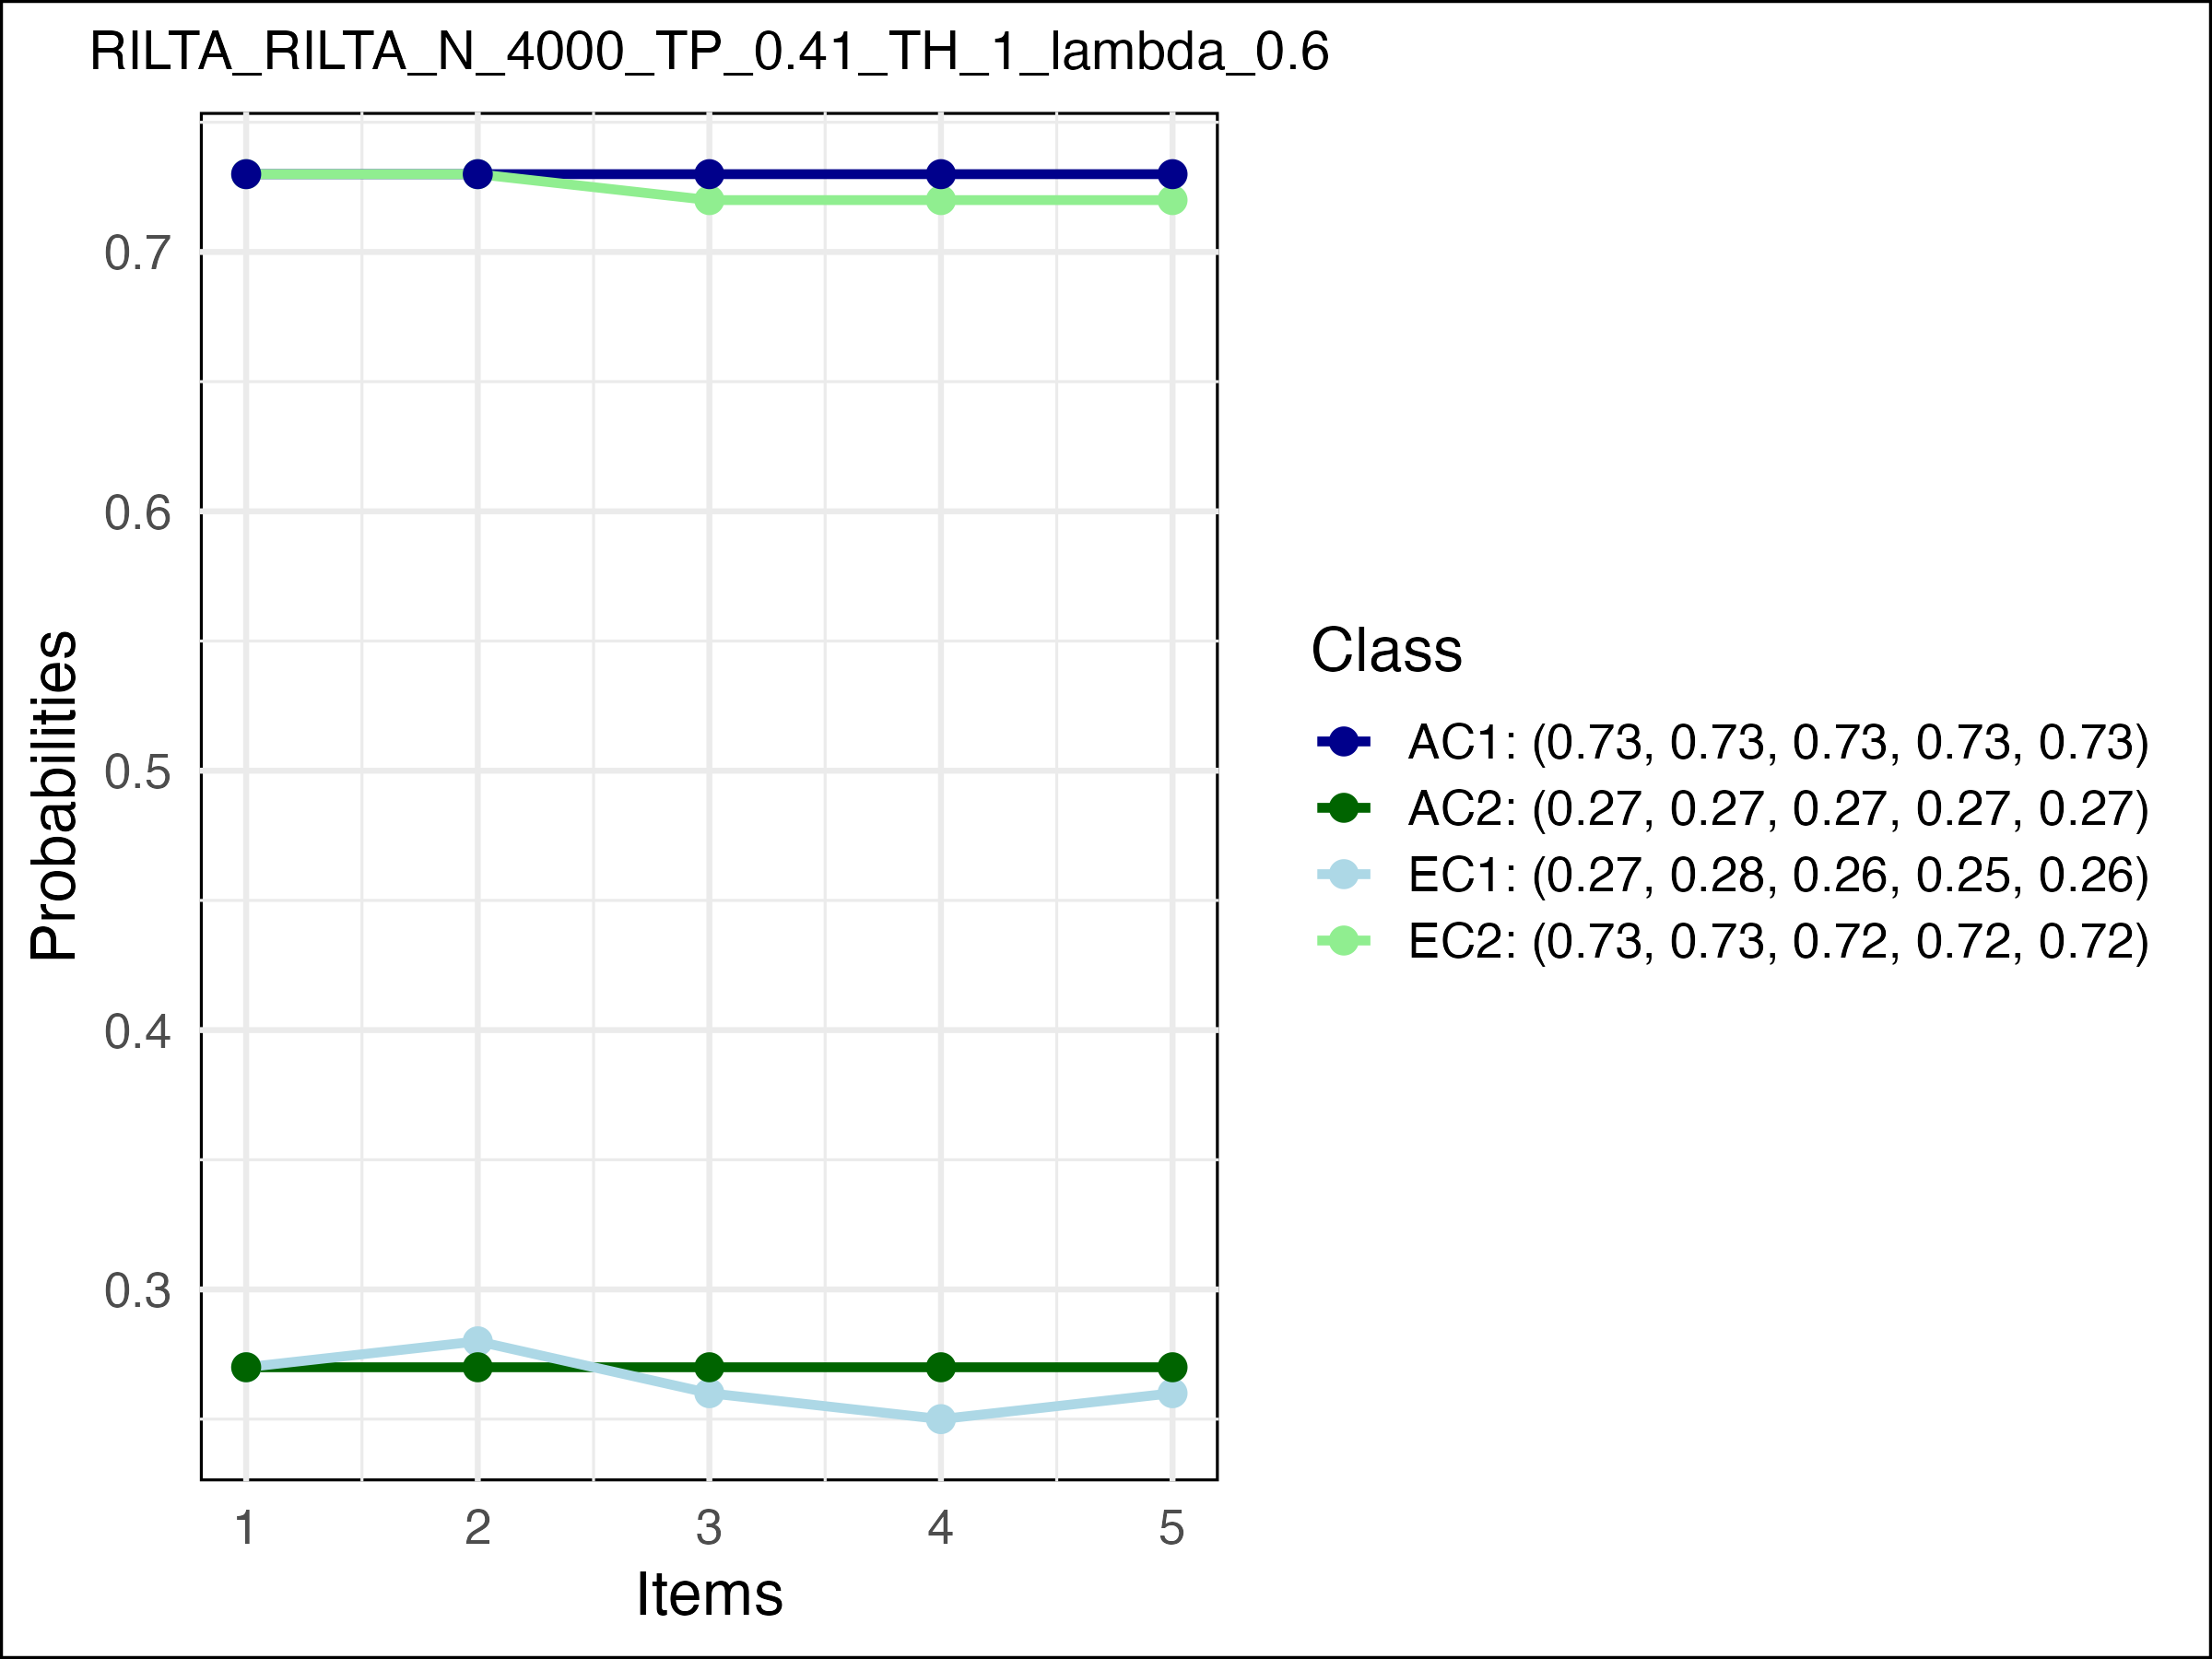 RILTA_RILTA_N_4000_TP_0.41_TH_1_lambda_0.6
Probabilities
0.7
0.6
0.5
0.4
0.3
1 2 3 4 5
Items
Class
AC1: (0.73, 0.73, 0.73, 0.73, 0.73)
AC2: (0.27, 0.27, 0.27, 0.27, 0.27)
EC1: (0.27, 0.28, 0.26, 0.25, 0.26)
EC2: (0.73, 0.73, 0.72, 0.72, 0.72)